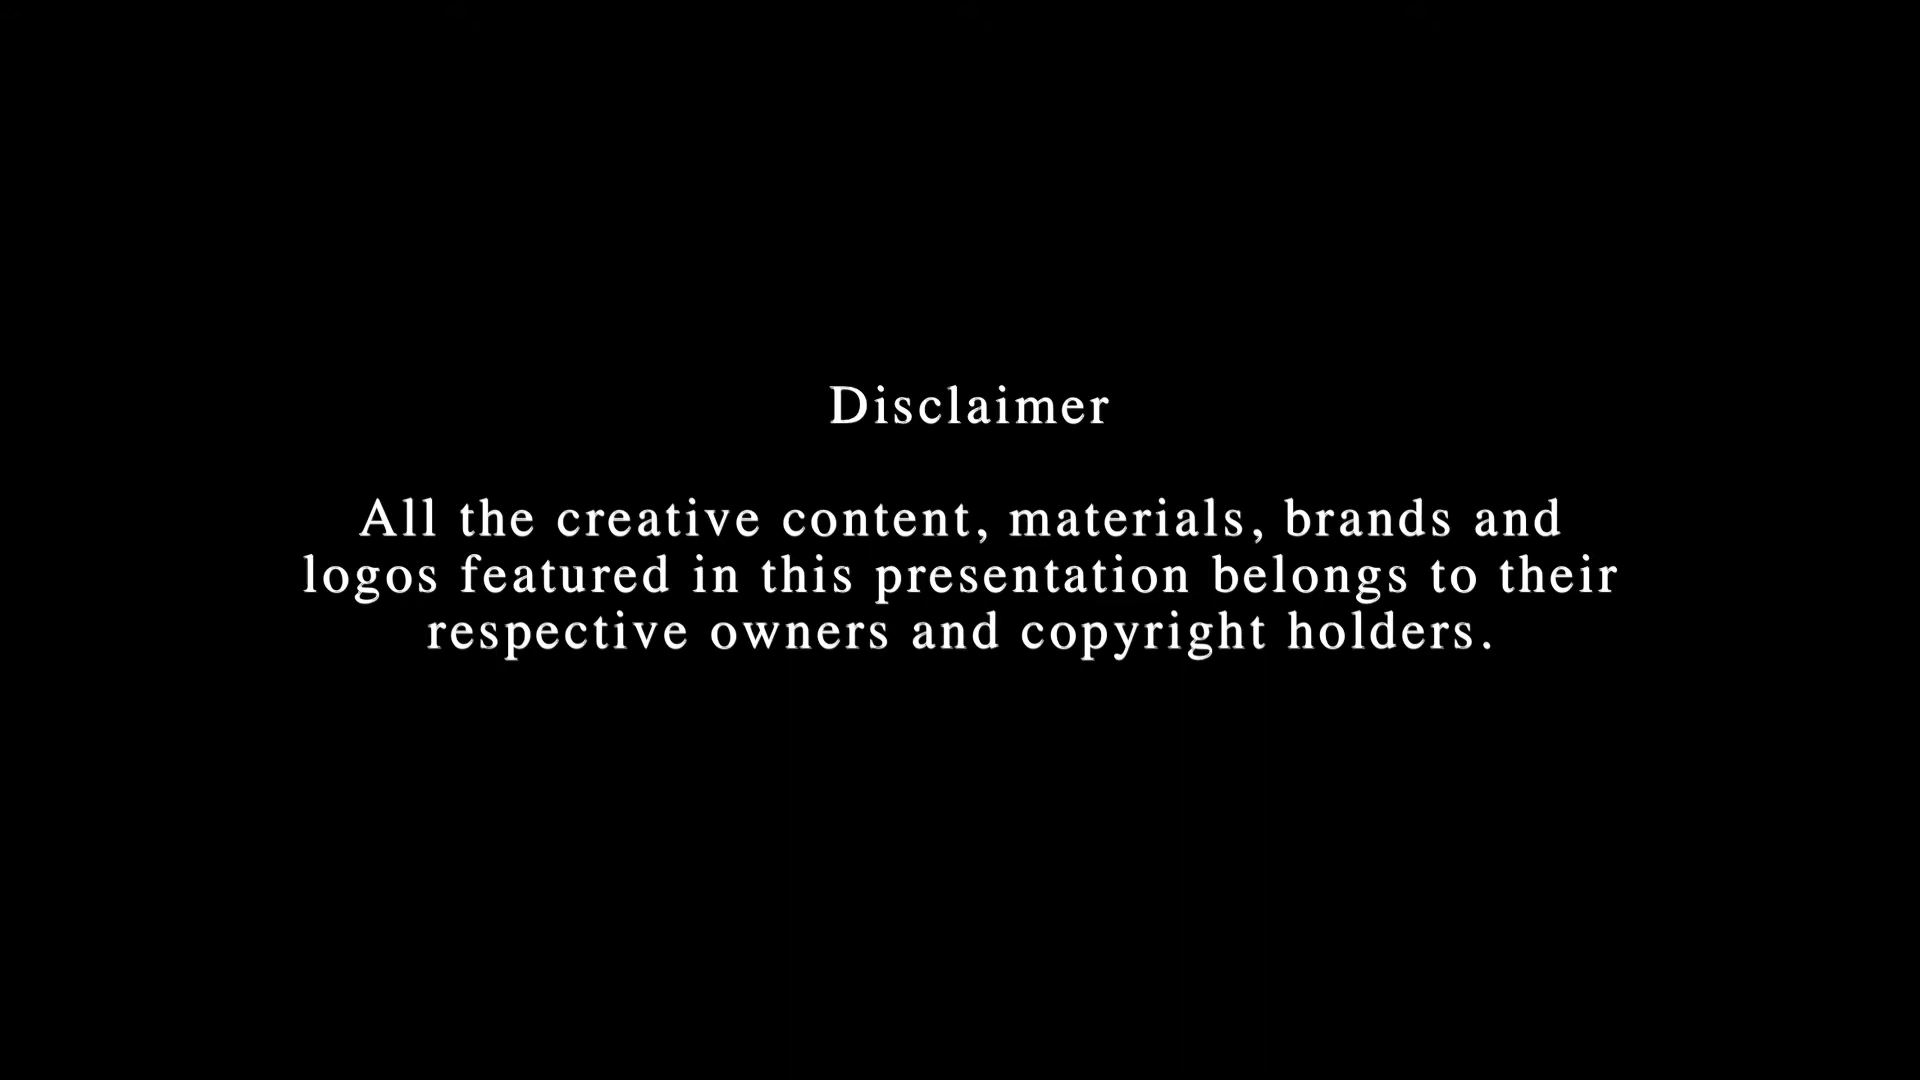 Disclaimer
All the creative content, materials, brands and
logos featured in this presentation belongs to their
respective owners and copyright holders.